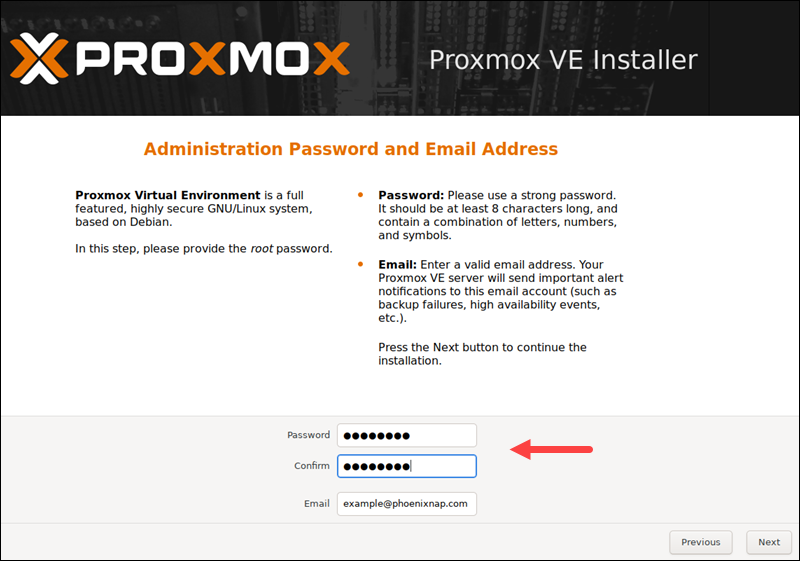 PROXMOX
Proxmox VE Installer
Administration Password and Email Address
Proxmox Virtual Environment is a full
featured, highly secure GNU/Linux system,
based on Debian.
In this step, please provide the root password.
Password: Please use a strong password.
It should be at least 8 characters long, and
contain a combination of letters, numbers,
and symbols.
Email: Enter a valid email address. Your
Proxmox VE server will send important alert
notifications to this email account (such as
backup failures, high availability events,
etc.).
Press the Next button to continue the
installation.
Password ●●●●●●●●
Confirm ●●●●●●●●
Email example@phoenixnap.com
Previous Next